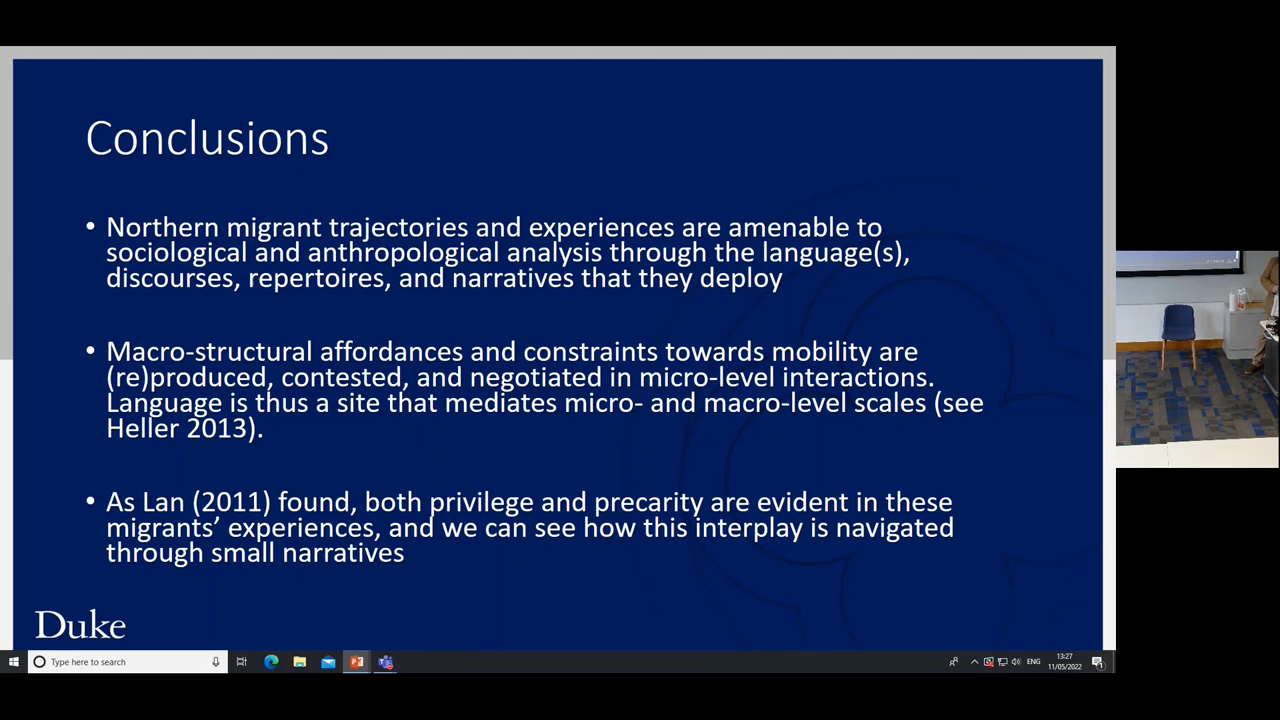 Conclusions
• Northern migrant trajectories and experiences are amenable to
sociological and anthropological analysis through the language(s),
discourses, repertoires, and narratives that they deploy
• Macro-structural affordances and constraints towards mobility are
(re)produced, contested, and negotiated in micro-level interactions.
Language is thus a site that mediates micro- and macro-level scales (see
Heller 2013).
• As Lan (2011) found, both privilege and precarity are evident in these
migrants’ experiences, and we can see how this interplay is navigated
through small narratives
Duke
Type here to search
ENG
13:27
11/05/2022